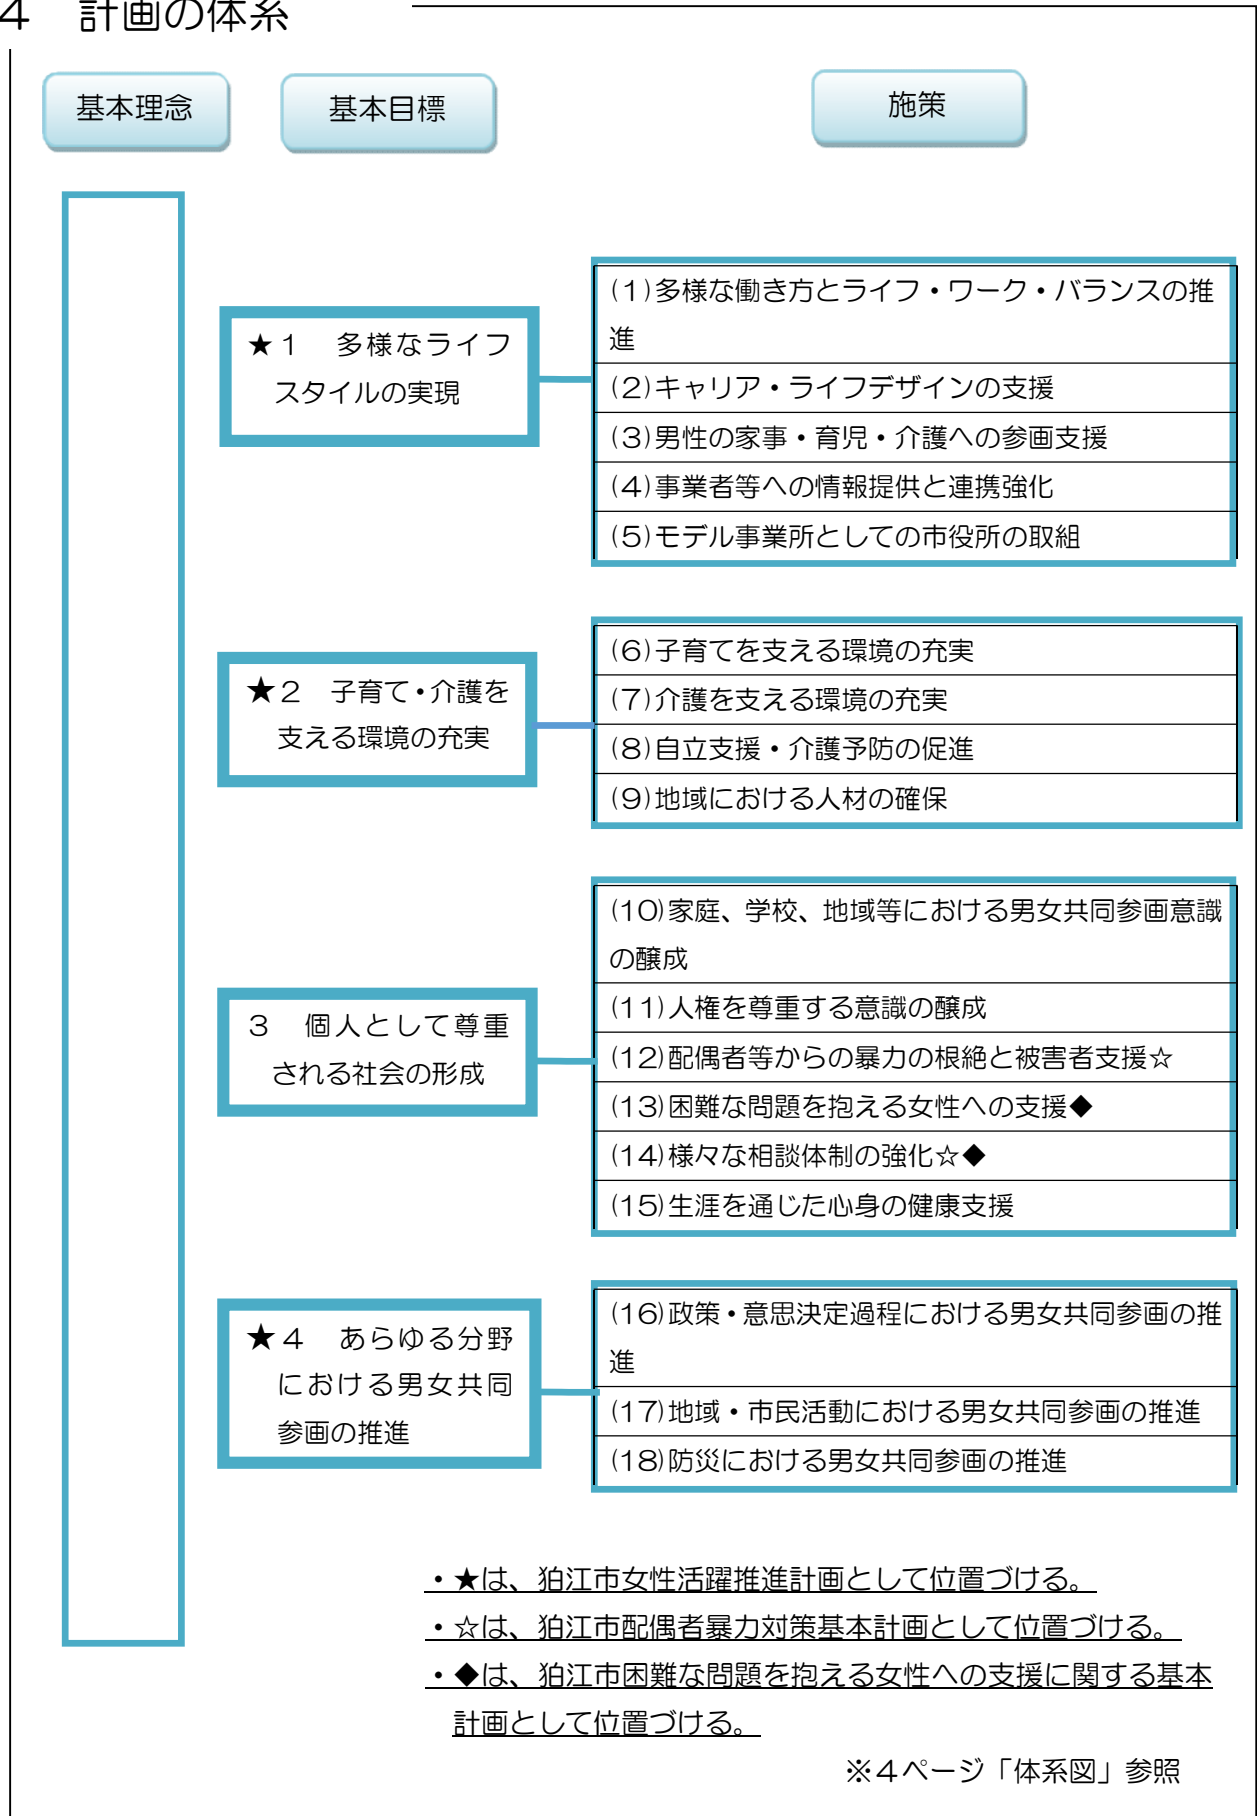 4　計画の体系
基本理念
基本目標
施策
★１　多様なライフ
スタイルの実現
(1)多様な働き方とライフ・ワーク・バランスの推
進
(2)キャリア・ライフデザインの支援
(3)男性の家事・育児・介護への参画支援
(4)事業者等への情報提供と連携強化
(5)モデル事業所としての市役所の取組
★２　子育て・介護を
支える環境の充実
(6)子育てを支える環境の充実
(7)介護を支える環境の充実
(8)自立支援・介護予防の促進
(9)地域における人材の確保
３　個人として尊重
される社会の形成
(10)家庭、学校、地域等における男女共同参画意識
の醸成
(11)人権を尊重する意識の醸成
(12)配偶者等からの暴力の根絶と被害者支援☆
(13)困難な問題を抱える女性への支援◆
(14)様々な相談体制の強化☆◆
(15)生涯を通じた心身の健康支援
★４　あらゆる分野
における男女共同
参画の推進
(16)政策・意思決定過程における男女共同参画の推
進
(17)地域・市民活動における男女共同参画の推進
(18)防災における男女共同参画の推進
・★は、狛江市女性活躍推進計画として位置づける。
・☆は、狛江市配偶者暴力対策基本計画として位置づける。
・◆は、狛江市困難な問題を抱える女性への支援に関する基本
計画として位置づける。
※４ページ「体系図」参照